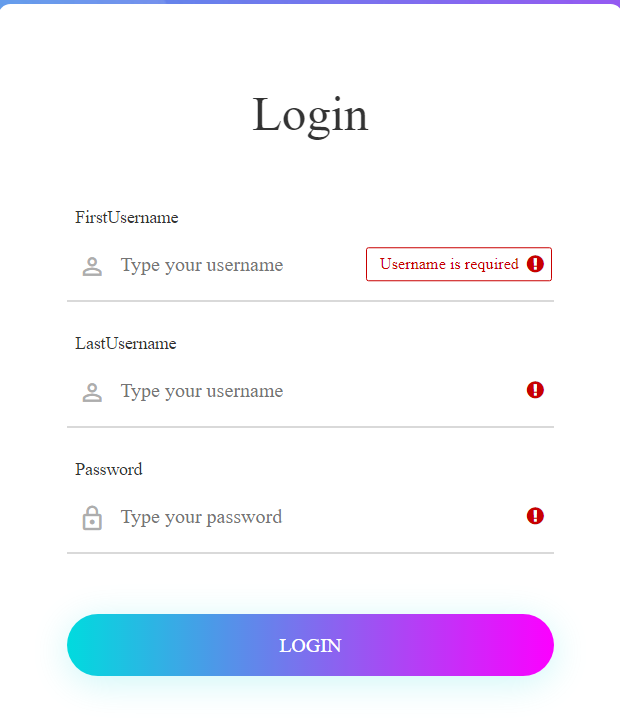 Login
FirstUsername
Type your username
Username is required
LastUsername
Type your username
Password
Type your password
LOGIN